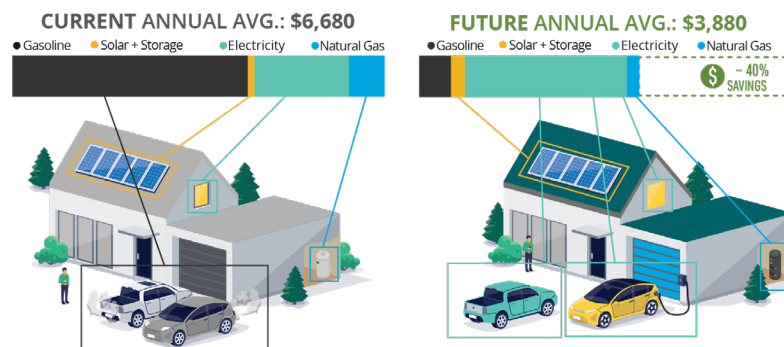 CURRENT ANNUAL AVG.: $6,680
Gasoline Solar + Storage Electricity Natural Gas
FUTURE ANNUAL AVG.: $3,880
Gasoline Solar + Storage Electricity Natural Gas
$ ~ 40%
SAVINGS